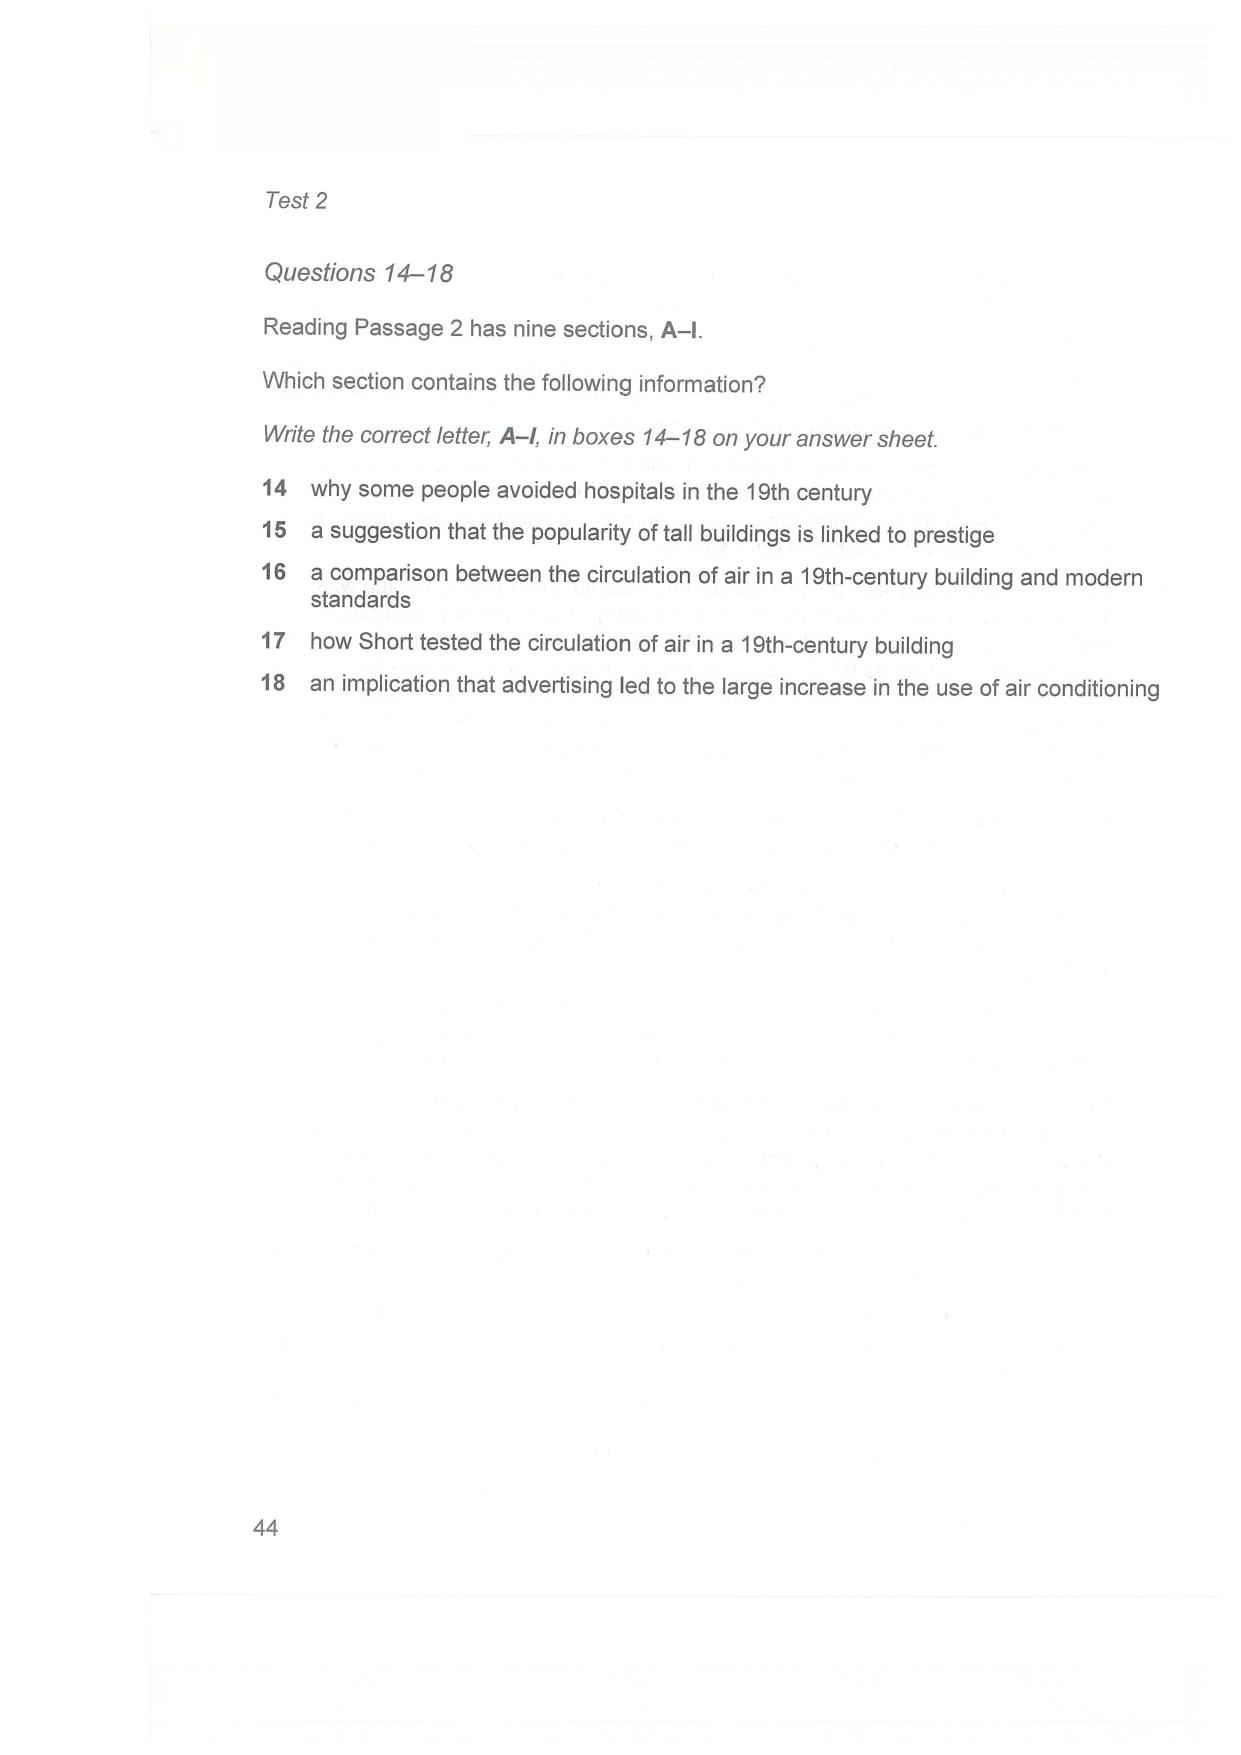 Test 2
Questions 14–18
Reading Passage 2 has nine sections, A–I.
Which section contains the following information?
Write the correct letter, A–I, in boxes 14–18 on your answer sheet.
14 why some people avoided hospitals in the 19th century
15 a suggestion that the popularity of tall buildings is linked to prestige
16 a comparison between the circulation of air in a 19th-century building and modern
standards
17 how Short tested the circulation of air in a 19th-century building
18 an implication that advertising led to the large increase in the use of air conditioning
44